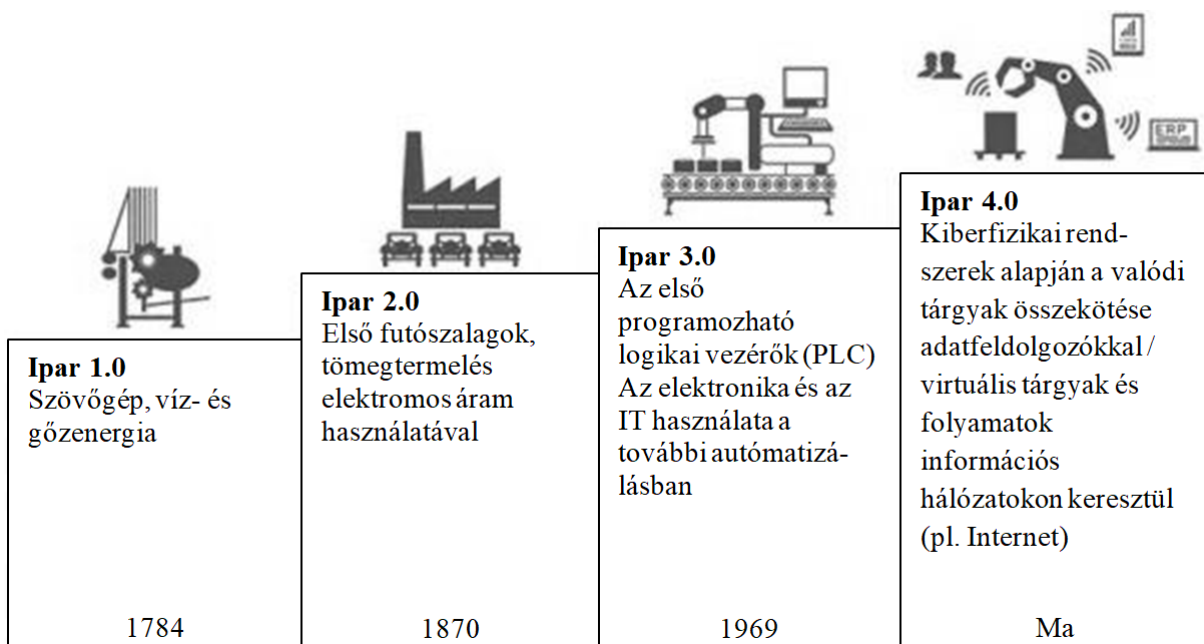 ERP
Ipar 1.0
Szövőgép, víz- és
gőzenergia
1784
Ipar 2.0
Első futószalagok,
tömegtermelés
elektromos áram
használatával
1870
Ipar 3.0
Az első
programozható
logikai vezérők (PLC)
Az elektronika és az
IT használata a
további autómatizá-
lásban
1969
Ipar 4.0
Kiberfizikai rend-
szerek alapján a valódi
tárgyak összekötése
adatfeldolgozókkal /
virtuális tárgyak és
folyamatok
információs
hálózatokon keresztül
(pl. Internet)
Ma